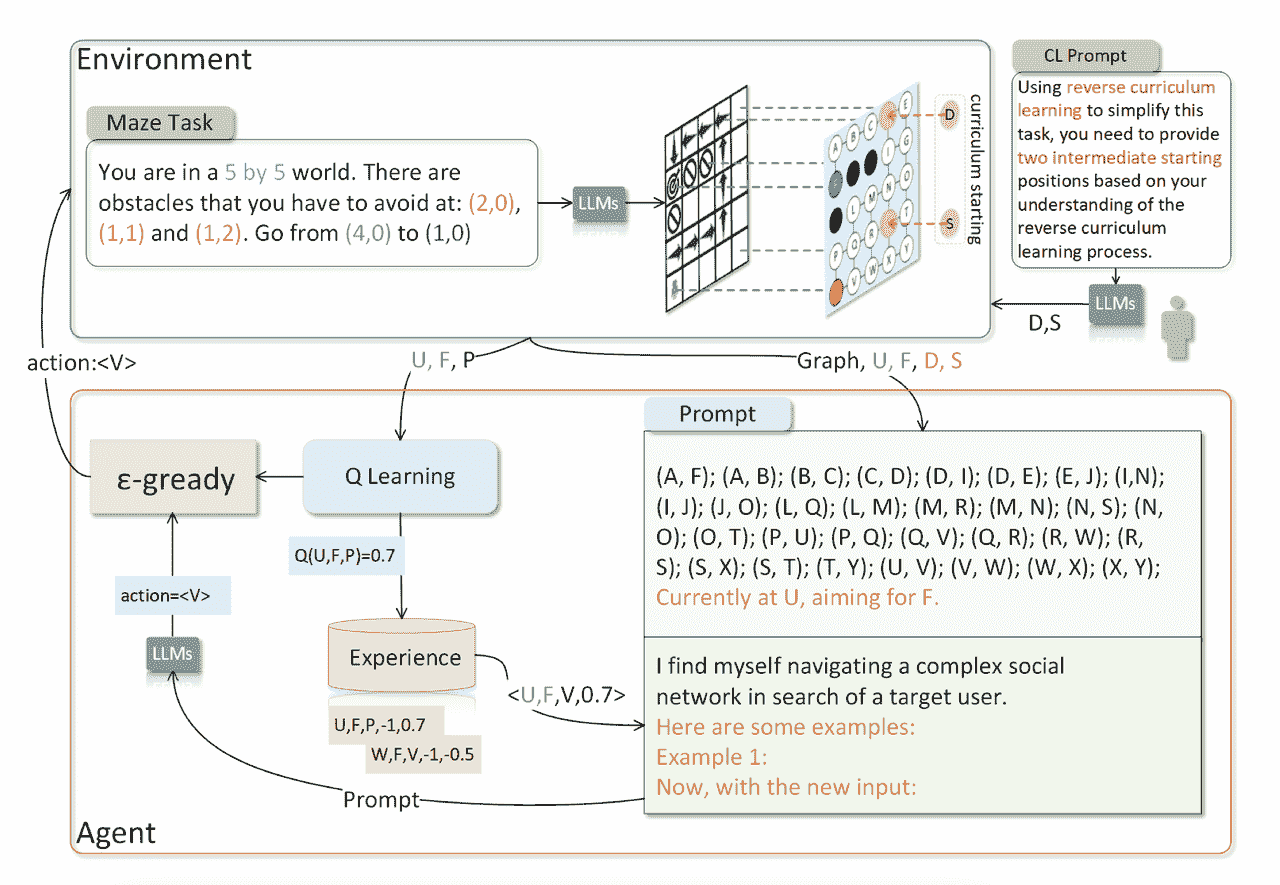 Environment
Maze Task
You are in a 5 by 5 world. There are
obstacles that you have to avoid at: (2,0),
(1,1) and (1,2). Go from (4,0) to (1,0)
LLMs
A
B
C
E
I
G
F
L
M
N
O
T
P
Q
R
U
V
W
X
Y
D
S
curriculum starting
CL Prompt
Using reverse curriculum
learning to simplify this
task, you need to provide
two intermediate starting
positions based on your
understanding of the
reverse curriculum
learning process.
LLMs
D,S
action:<V>
U, F, P
Graph, U, F, D, S
Agent
ε-gready
Q Learning
Q(U,F,P)=0.7
action=<V>
LLMs
Experience
<U,F,V,0.7>
U,F,P,-1,0.7
W,F,V,-1,-0.5
Prompt
Prompt
(A, F); (A, B); (B, C); (C, D); (D, I); (D, E); (E, J); (I,N);
(I, J); (J, O); (L, Q); (L, M); (M, R); (M, N); (N, S); (N,
O); (O, T); (P, U); (P, Q); (Q, V); (Q, R); (R, W); (R,
S); (S, X); (S, T); (T, Y); (U, V); (V, W); (W, X); (X, Y);
Currently at U, aiming for F.
I find myself navigating a complex social
network in search of a target user.
Here are some examples:
Example 1:
Now, with the new input: